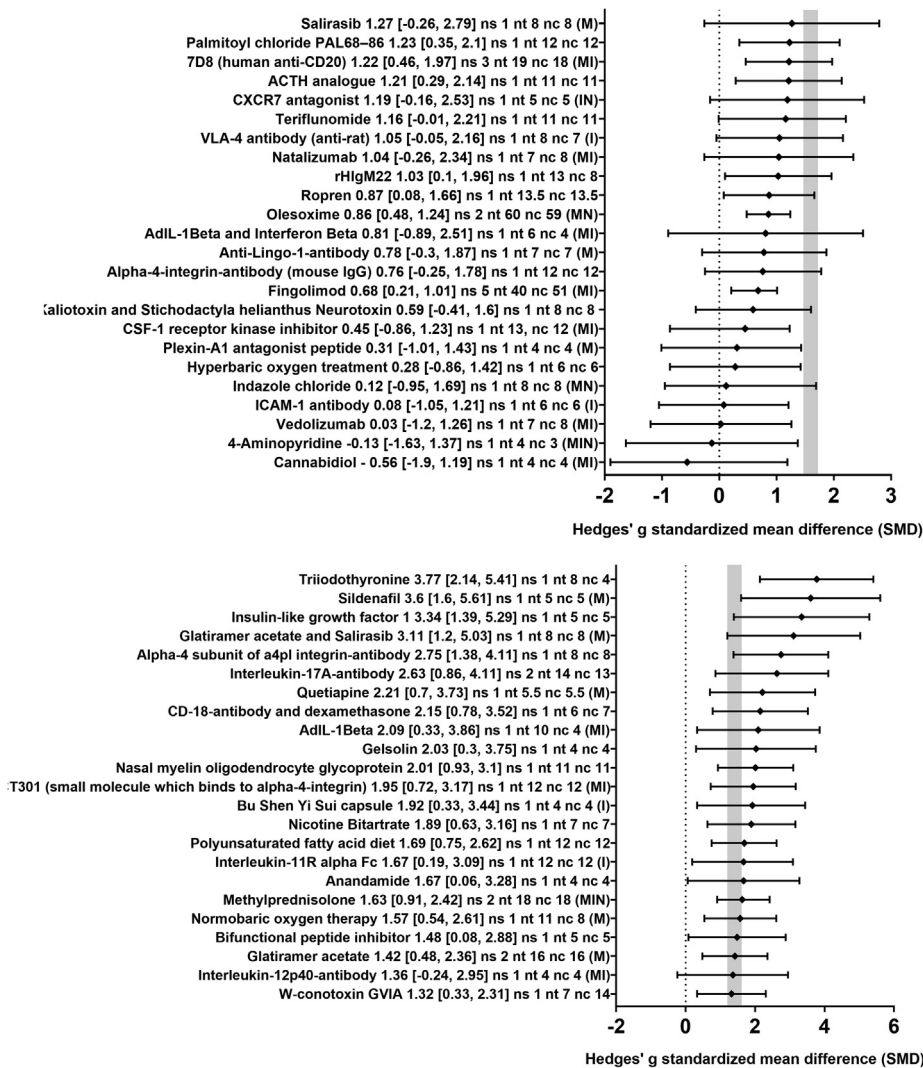 Salirasib 1.27 [-0.26, 2.79] ns 1 nt 8 nc 8 (M)
Palmitoyl chloride PAL68–86 1.23 [0.35, 2.1] ns 1 nt 12 nc 12
7D8 (human anti-CD20) 1.22 [0.46, 1.97] ns 3 nt 19 nc 18 (MI)
ACTH analogue 1.21 [0.29, 2.14] ns 1 nt 11 nc 11
CXCR7 antagonist 1.19 [-0.16, 2.53] ns 1 nt 5 nc 5 (IN)
Teriflunomide 1.16 [-0.01, 2.21] ns 1 nt 11 nc 11
VLA-4 antibody (anti-rat) 1.05 [-0.05, 2.16] ns 1 nt 8 nc 7 (I)
Natalizumab 1.04 [-0.26, 2.34] ns 1 nt 7 nc 8 (MI)
rHIgM22 1.03 [0.1, 1.96] ns 1 nt 13 nc 8
Ropren 0.87 [0.08, 1.66] ns 1 nt 13.5 nc 13.5
Olesoxime 0.86 [0.48, 1.24] ns 2 nt 60 nc 59 (MN)
AdIL-1Beta and Interferon Beta 0.81 [-0.89, 2.51] ns 1 nt 6 nc 4 (MI)
Anti-Lingo-1-antibody 0.78 [-0.3, 1.87] ns 1 nt 7 nc 7 (M)
Alpha-4-integrin-antibody (mouse IgG) 0.76 [-0.25, 1.78] ns 1 nt 12 nc 12
Fingolimod 0.68 [0.21, 1.01] ns 5 nt 40 nc 51 (MI)
Kaliotoxin and Stichodactyla helianthus Neurotoxin 0.59 [-0.41, 1.6] ns 1 nt 8 nc 8
CSF-1 receptor kinase inhibitor 0.45 [-0.86, 1.23] ns 1 nt 13, nc 12 (MI)
Plexin-A1 antagonist peptide 0.31 [-1.01, 1.43] ns 1 nt 4 nc 4 (M)
Hyperbaric oxygen treatment 0.28 [-0.86, 1.42] ns 1 nt 6 nc 6
Indazole chloride 0.12 [-0.95, 1.69] ns 1 nt 8 nc 8 (MN)
ICAM-1 antibody 0.08 [-1.05, 1.21] ns 1 nt 6 nc 6 (I)
Vedolizumab 0.03 [-1.2, 1.26] ns 1 nt 7 nc 8 (MI)
4-Aminopyridine -0.13 [-1.63, 1.37] ns 1 nt 4 nc 3 (MIN)
Cannabidiol - 0.56 [-1.9, 1.19] ns 1 nt 4 nc 4 (MI)
-2 -1 0 1 2 3
Hedges' g standardized mean difference (SMD)
Triiodothyronine 3.77 [2.14, 5.41] ns 1 nt 8 nc 4
Sildenafil 3.6 [1.6, 5.61] ns 1 nt 5 nc 5 (M)
Insulin-like growth factor 1 3.34 [1.39, 5.29] ns 1 nt 5 nc 5
Glatiramer acetate and Salirasib 3.11 [1.2, 5.03] ns 1 nt 8 nc 8 (M)
Alpha-4 subunit of a4pl integrin-antibody 2.75 [1.38, 4.11] ns 1 nt 8 nc 8
Interleukin-17A-antibody 2.63 [0.86, 4.11] ns 2 nt 14 nc 13
Quetiapine 2.21 [0.7, 3.73] ns 1 nt 5.5 nc 5.5 (M)
CD-18-antibody and dexamethasone 2.15 [0.78, 3.52] ns 1 nt 6 nc 7
AdIL-1Beta 2.09 [0.33, 3.86] ns 1 nt 10 nc 4 (MI)
Gelsolin 2.03 [0.3, 3.75] ns 1 nt 4 nc 4
Nasal myelin oligodendrocyte glycoprotein 2.01 [0.93, 3.1] ns 1 nt 11 nc 11
T301 (small molecule which binds to alpha-4-integrin) 1.95 [0.72, 3.17] ns 1 nt 12 nc 12 (MI)
Bu Shen Yi Sui capsule 1.92 [0.33, 3.44] ns 1 nt 4 nc 4 (I)
Nicotine Bitartrate 1.89 [0.63, 3.16] ns 1 nt 7 nc 7
Polyunsaturated fatty acid diet 1.69 [0.75, 2.62] ns 1 nt 12 nc 12
Interleukin-11R alpha Fc 1.67 [0.19, 3.09] ns 1 nt 12 nc 12 (I)
Anandamide 1.67 [0.06, 3.28] ns 1 nt 4 nc 4
Methylprednisolone 1.63 [0.91, 2.42] ns 2 nt 18 nc 18 (MIN)
Normobaric oxygen therapy 1.57 [0.54, 2.61] ns 1 nt 11 nc 8 (M)
Bifunctional peptide inhibitor 1.48 [0.08, 2.88] ns 1 nt 5 nc 5
Glatiramer acetate 1.42 [0.48, 2.36] ns 2 nt 16 nc 16 (M)
Interleukin-12p40-antibody 1.36 [-0.24, 2.95] ns 1 nt 4 nc 4 (MI)
W-conotoxin GVIA 1.32 [0.33, 2.31] ns 1 nt 7 nc 14
-2 0 2 4 6
Hedges' g standardized mean difference (SMD)